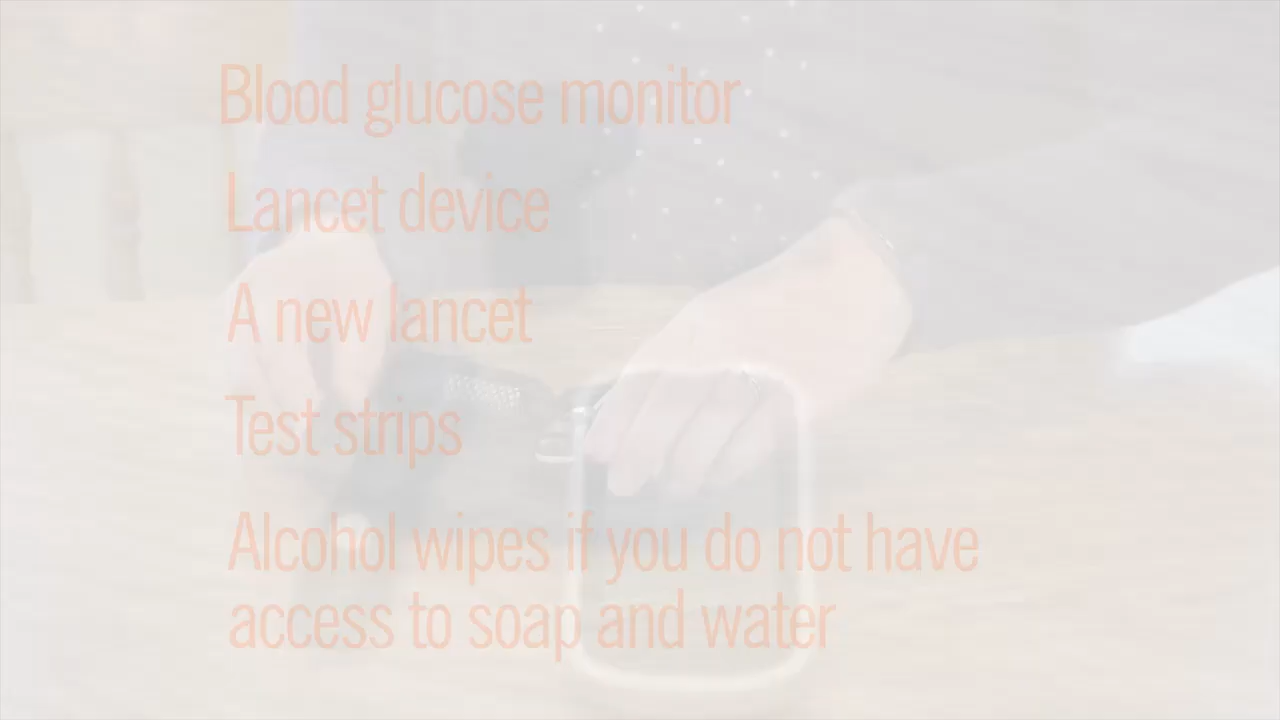 Blood glucose monitor
Lancet device
A new lancet
Test strips
Alcohol wipes if you do not have
access to soap and water